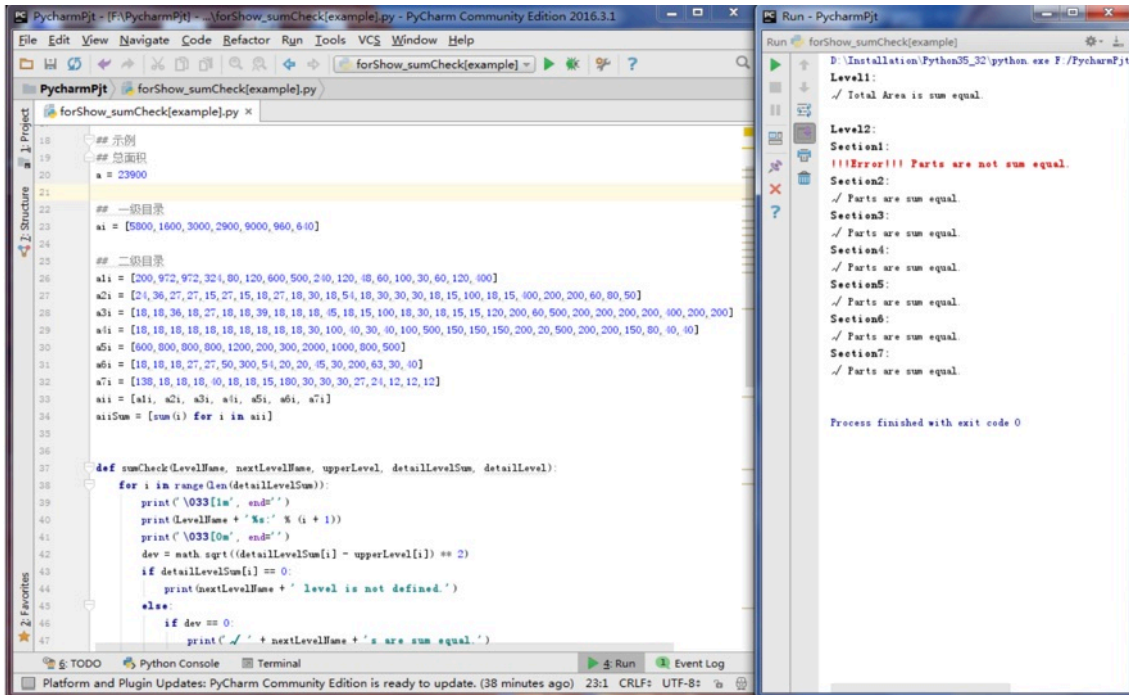 PycharmPjt - [F:\PycharmPjt] - ...\forShow_sumCheck[example].py - PyCharm Community Edition 2016.3.1
File Edit View Navigate Code Refactor Run Tools VCS Window Help
forShow_sumCheck[example]
PycharmPjt forShow_sumCheck[example].py
forShow_sumCheck[example].py
1: Project
7: Structure
2: Favorites
18 ## 示例
19 ## 总面积
20 a = 23900
21
22 ## 一级目录
23 ai = [5800, 1600, 3000, 2900, 9000, 960, 640]
24
25 ## 二级目录
26 a1i = [200, 972, 972, 324, 80, 120, 600, 500, 240, 120, 48, 60, 100, 30, 60, 120, 400]
27 a2i = [24, 36, 27, 27, 15, 27, 15, 18, 27, 18, 30, 18, 54, 18, 30, 30, 30, 18, 15, 100, 18, 15, 400, 200, 200, 60, 80, 50]
28 a3i = [18, 18, 36, 18, 27, 18, 18, 39, 18, 18, 18, 45, 18, 15, 100, 18, 30, 18, 15, 15, 120, 200, 60, 500, 200, 200, 200, 200, 400, 200, 200]
29 a4i = [18, 18, 18, 18, 18, 18, 18, 18, 18, 18, 30, 100, 40, 30, 40, 100, 500, 150, 150, 150, 200, 20, 500, 200, 200, 150, 80, 40, 40]
30 a5i = [600, 800, 800, 800, 1200, 200, 300, 2000, 1000, 800, 500]
31 a6i = [18, 18, 18, 27, 27, 50, 300, 54, 20, 20, 45, 30, 200, 63, 30, 40]
32 a7i = [138, 18, 18, 18, 40, 18, 18, 15, 180, 30, 30, 30, 27, 24, 12, 12, 12]
33 aii = [a1i, a2i, a3i, a4i, a5i, a6i, a7i]
34 aiiSum = [sum(i) for i in aii]
35
36
37 def sumCheck(LevelName, nextLevelName, upperLevel, detailLevelSum, detailLevel):
38 for i in range(len(detailLevelSum)):
39 print('\033[1m', end='')
40 print(LevelName + '%s:' % (i + 1))
41 print('\033[0m', end='')
42 dev = math.sqrt((detailLevelSum[i] - upperLevel[i]) ** 2)
43 if detailLevelSum[i] == 0:
44 print(nextLevelName + ' level is not defined.')
45 else:
46 if dev == 0:
47 print('√ ' + nextLevelName + 's are sum equal.')
6: TODO Python Console Terminal 4: Run 1 Event Log
Platform and Plugin Updates: PyCharm Community Edition is ready to update. (38 minutes ago) 23:1 CRLF÷ UTF-8÷
Run - PycharmPjt
Run forShow_sumCheck[example]
D:\Installation\Python35_32\python.exe F:/PycharmPjt
Level1:
√ Total Area is sum equal.
Level2:
Section1:
!!!Error!!! Parts are not sum equal.
Section2:
√ Parts are sum equal.
Section3:
√ Parts are sum equal.
Section4:
√ Parts are sum equal.
Section5:
√ Parts are sum equal.
Section6:
√ Parts are sum equal.
Section7:
√ Parts are sum equal.
Process finished with exit code 0